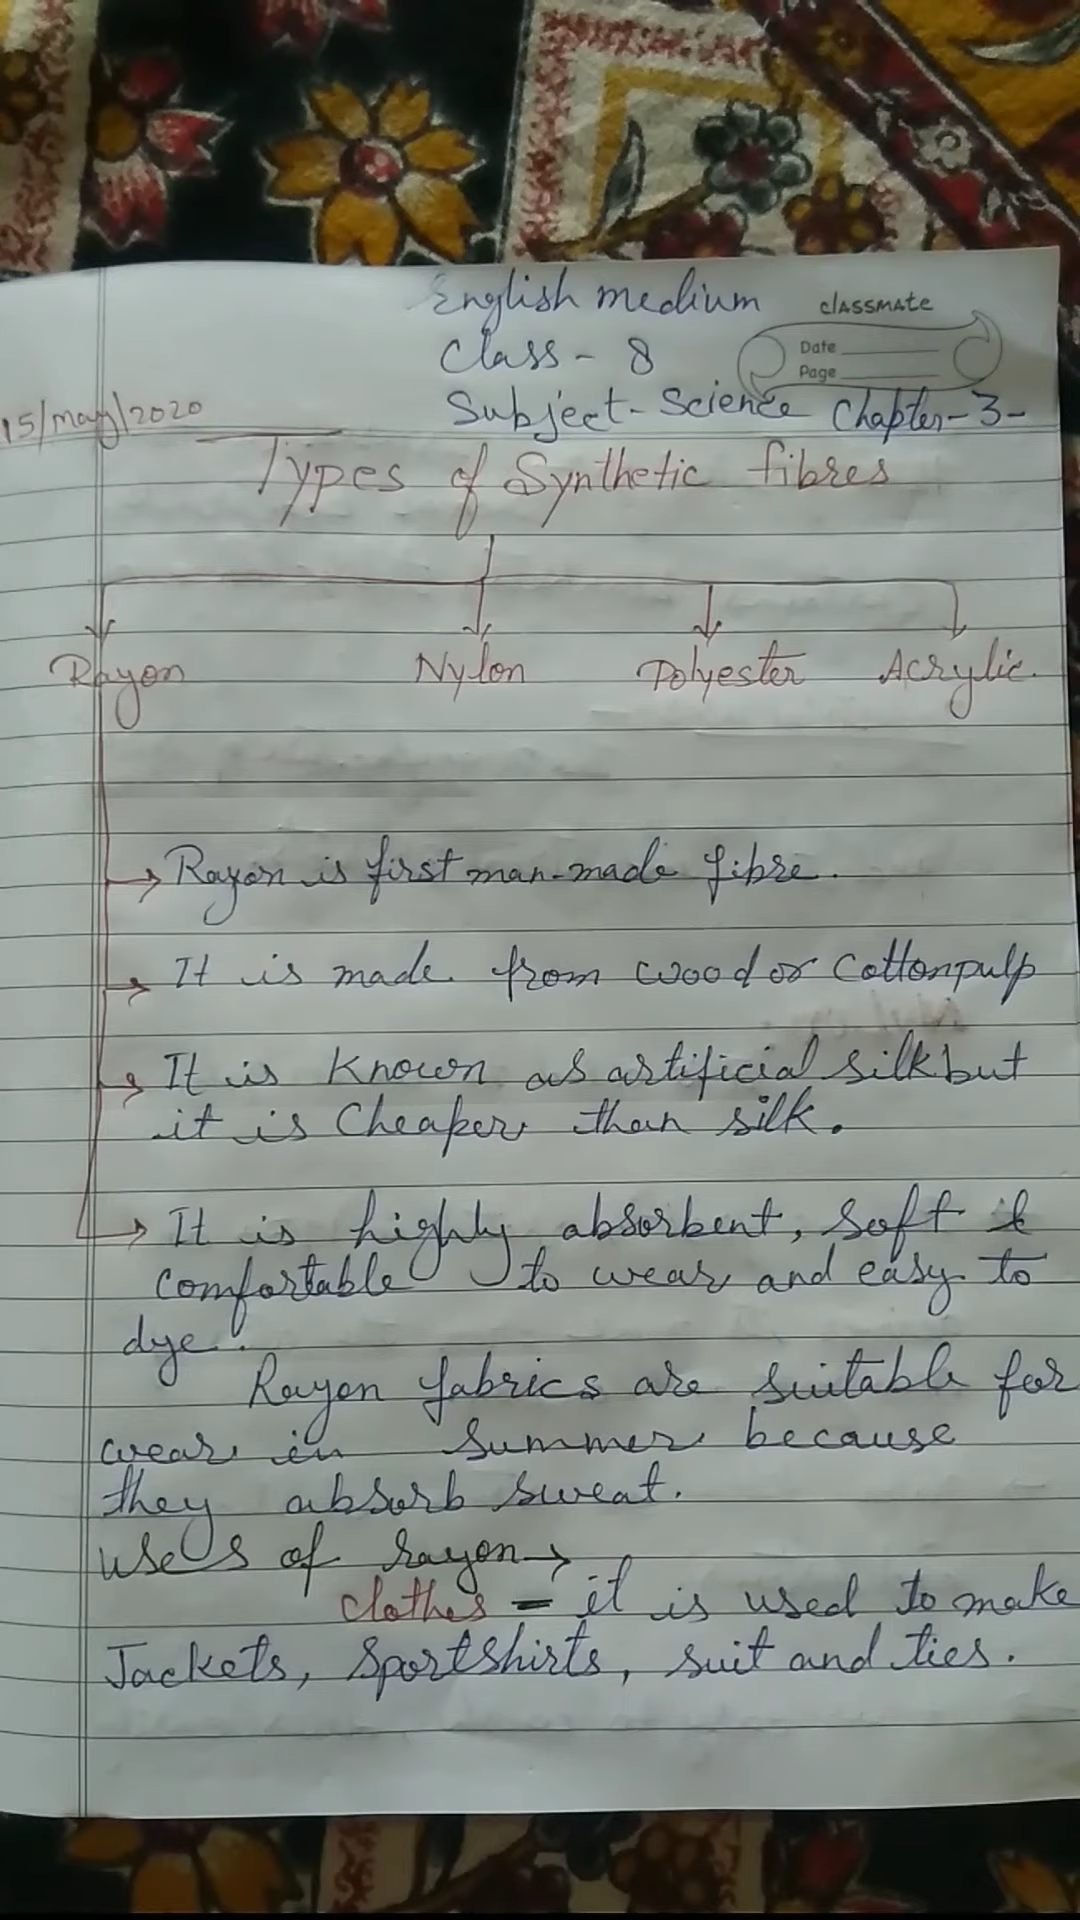 English medium
classmate
Class - 8
Date
Page
Subject - Science Chapter-3-
15/may/2020
Types of Synthetic fibres
Rayon Nylon Polyester Acrylic
→ Rayon is first man-made fibre.
→ It is made from wood or cottonpulp
→ It is known as artificial silk but
it is Cheaper than silk.
→ It is highly absorbent, soft &
comfortable to wear and easy to
dye.
Rayon fabrics are suitable for
wear in summer because
they absorb sweat.
uses of rayon →
clothes - it is used to make
Jackets, Sportshirts, suit and ties.